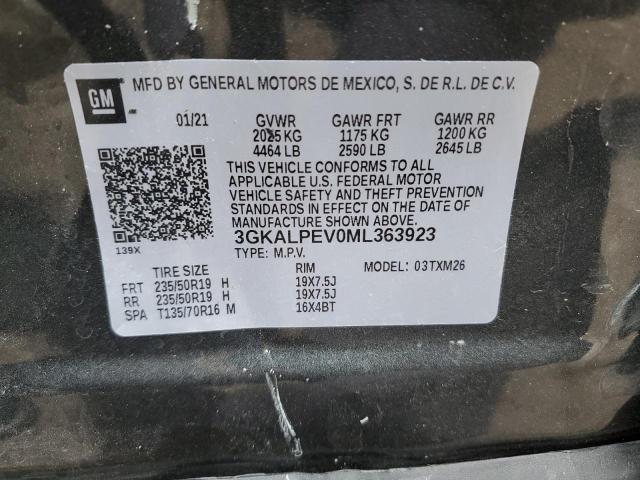 GM
MFD BY GENERAL MOTORS DE MEXICO, S. DE R.L. DE C.V.
01/21 GVWR GAWR FRT GAWR RR
2025 KG 1175 KG 1200 KG
4464 LB 2590 LB 2645 LB
THIS VEHICLE CONFORMS TO ALL
APPLICABLE U.S. FEDERAL MOTOR
VEHICLE SAFETY AND THEFT PREVENTION
STANDARDS IN EFFECT ON THE DATE OF
MANUFACTURE SHOWN ABOVE.
139X
3GKALPEV0ML363923
TYPE: M.P.V.
TIRE SIZE RIM MODEL: 03TXM26
FRT 235/50R19 H 19X7.5J
RR 235/50R19 H 19X7.5J
SPA T135/70R16 M 16X4BT